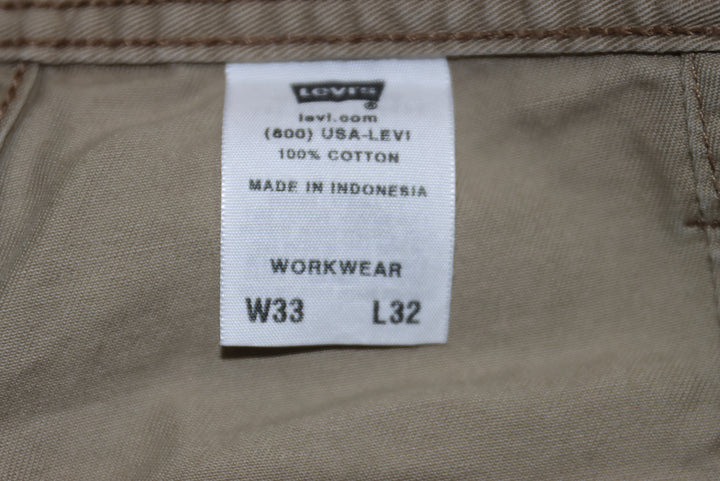 Levi's
®
levi.com
(800) USA-LEVI
100% COTTON
MADE IN INDONESIA
WORKWEAR
W33 L32